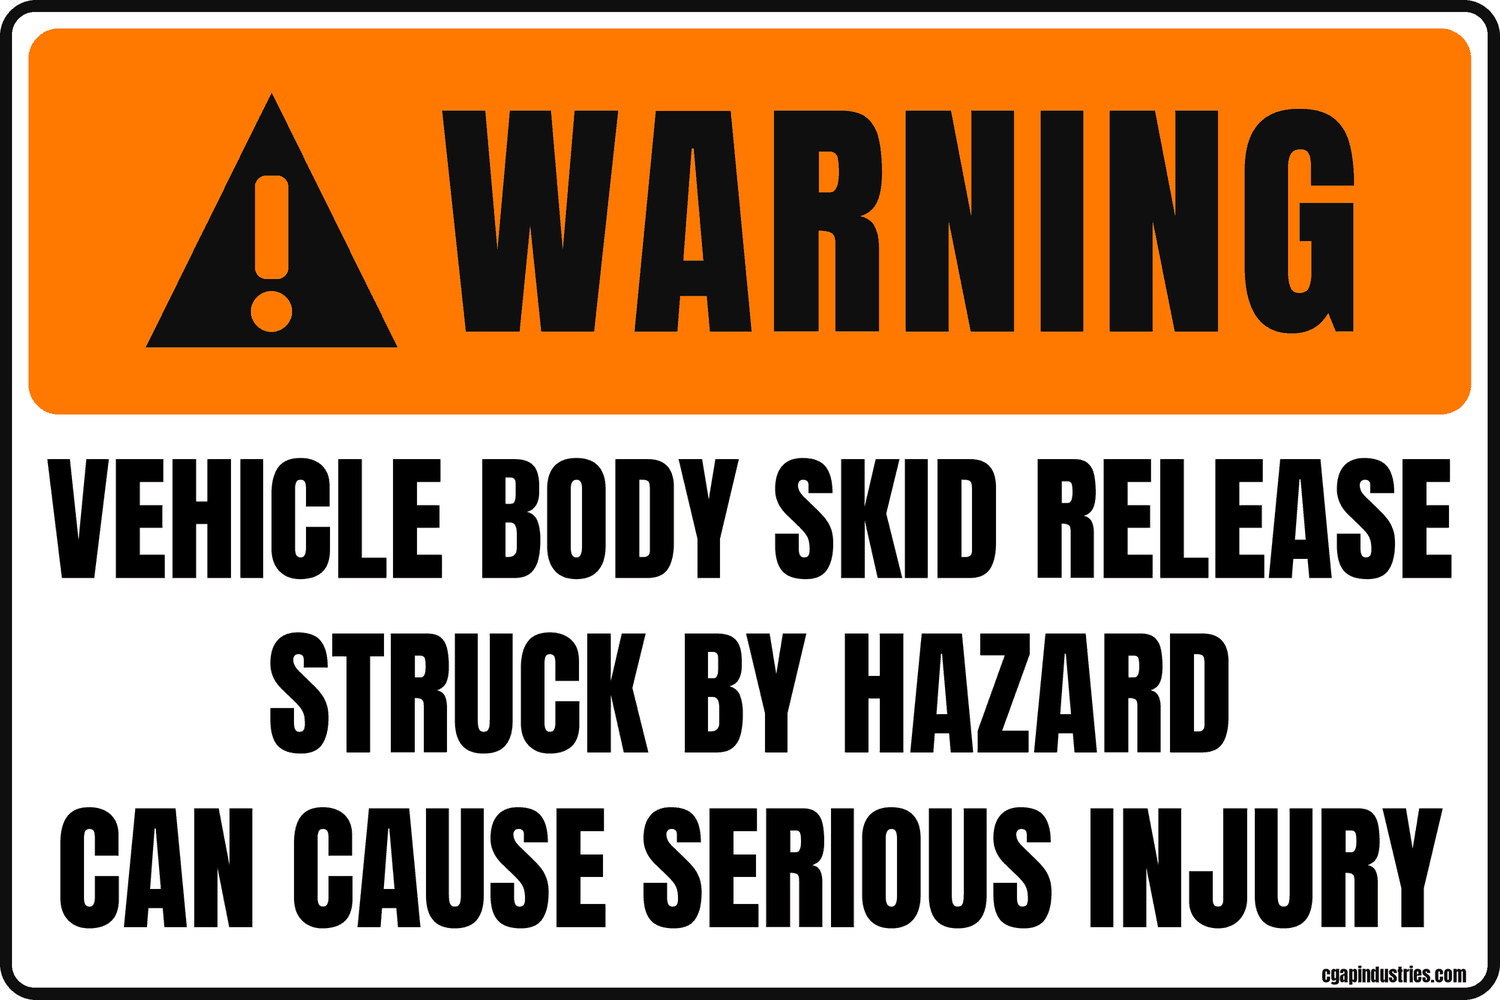 WARNING
VEHICLE BODY SKID RELEASE
STRUCK BY HAZARD
CAN CAUSE SERIOUS INJURY
cgapindustries.com